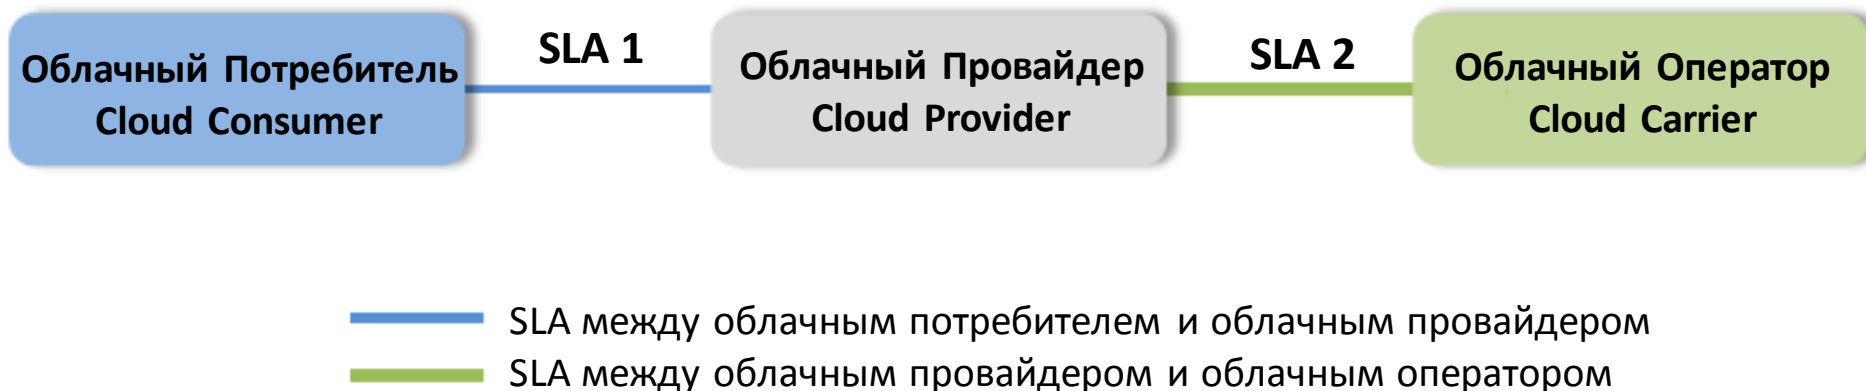 Облачный Потребитель
Cloud Consumer
SLA 1
Облачный Провайдер
Cloud Provider
SLA 2
Облачный Оператор
Cloud Carrier
SLA между облачным потребителем и облачным провайдером
SLA между облачным провайдером и облачным оператором